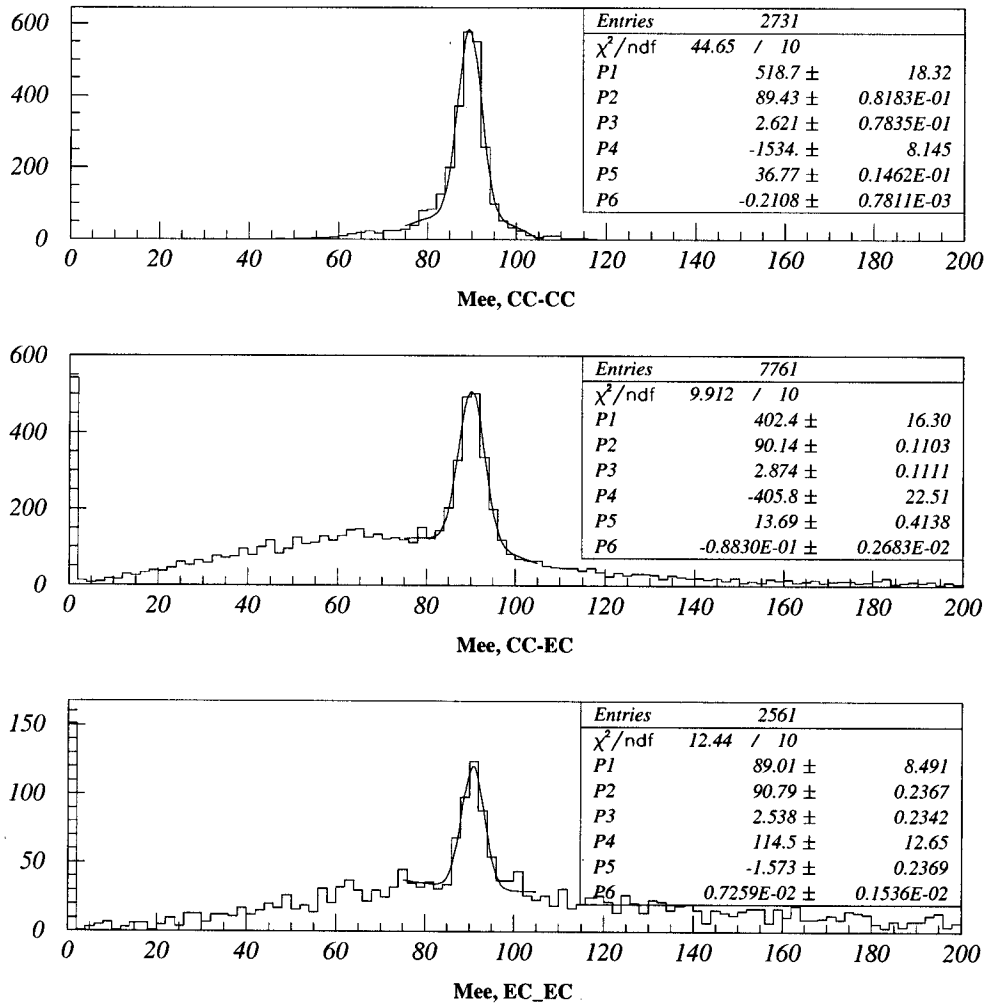 600
400
200
0
Entries 2731
χ²/ndf 44.65 / 10
P1 518.7 ± 18.32
P2 89.43 ± 0.8183E-01
P3 2.621 ± 0.7835E-01
P4 -1534. ± 8.145
P5 36.77 ± 0.1462E-01
P6 -0.2108 ± 0.7811E-03
0 20 40 60 80 100 120 140 160 180 200
Mee, CC-CC
600
400
200
0
Entries 7761
χ²/ndf 9.912 / 10
P1 402.4 ± 16.30
P2 90.14 ± 0.1103
P3 2.874 ± 0.1111
P4 -405.8 ± 22.51
P5 13.69 ± 0.4138
P6 -0.8830E-01 ± 0.2683E-02
0 20 40 60 80 100 120 140 160 180 200
Mee, CC-EC
150
100
50
0
Entries 2561
χ²/ndf 12.44 / 10
P1 89.01 ± 8.491
P2 90.79 ± 0.2367
P3 2.538 ± 0.2342
P4 114.5 ± 12.65
P5 -1.573 ± 0.2369
P6 0.7259E-02 ± 0.1536E-02
0 20 40 60 80 100 120 140 160 180 200
Mee, EC_EC